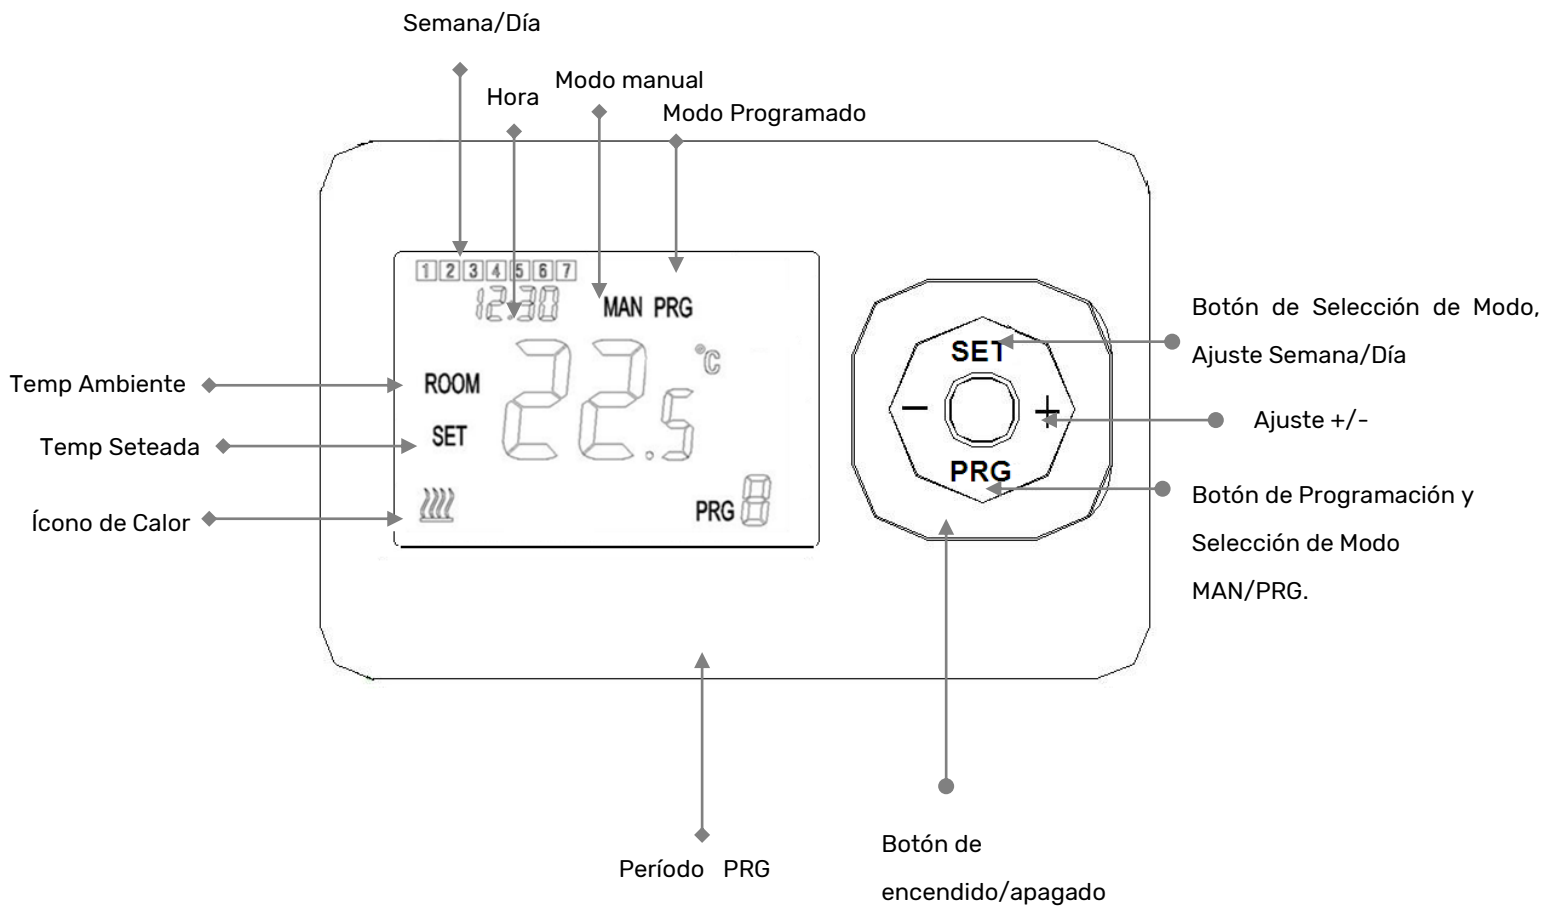 Semana/Día
Modo manual
Hora
Modo Programado
1 2 3 4 5 6 7
12:30
MAN PRG
22.5 °C
ROOM
SET
PRG 8
Temp Ambiente
Temp Seteada
Ícono de Calor
SET
− +
PRG
Botón de Selección de Modo,
Ajuste Semana/Día
Ajuste +/-
Botón de Programación y
Selección de Modo
MAN/PRG.
Período PRG
Botón de
encendido/apagado